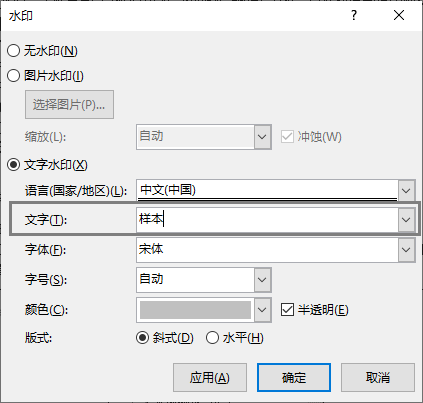 水印
?
无水印(N)
图片水印(I)
选择图片(P)...
缩放(L): 自动 冲蚀(W)
文字水印(X)
语言(国家/地区)(L): 中文(中国)
文字(T): 样本
字体(F): 宋体
字号(S): 自动
颜色(C): 半透明(E)
版式: 斜式(D) 水平(H)
应用(A) 确定 取消